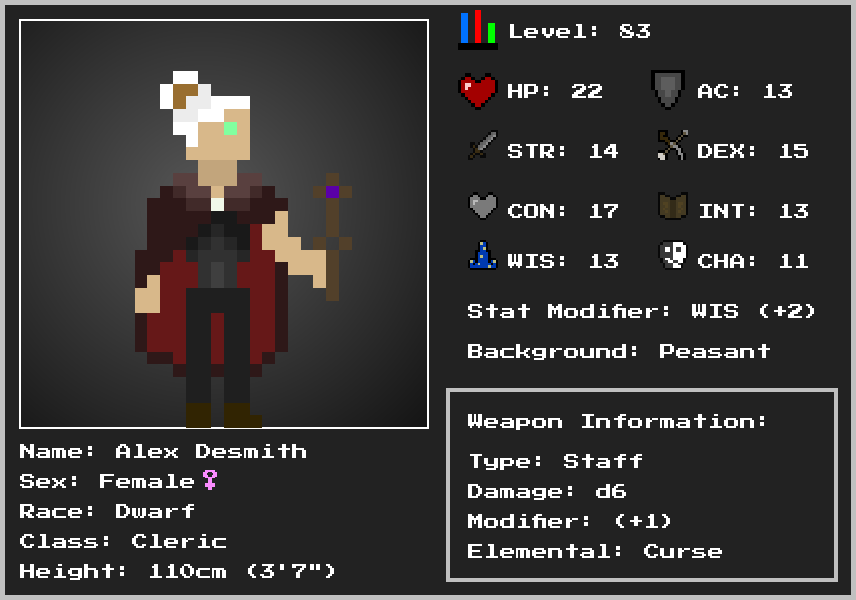 Level: 83
HP: 22 AC: 13
STR: 14 DEX: 15
CON: 17 INT: 13
WIS: 13 CHA: 11
Stat Modifier: WIS (+2)
Background: Peasant
Weapon Information:
Type: Staff
Damage: d6
Modifier: (+1)
Elemental: Curse
Name: Alex Desmith
Sex: Female♀
Race: Dwarf
Class: Cleric
Height: 110cm (3'7")